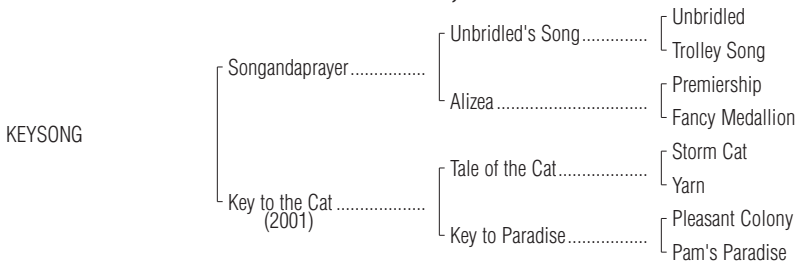 Unbridled
Unbridled's Song..............
Trolley Song
Songandaprayer................
Premiership
Alizea................................
Fancy Medallion
KEYSONG
Storm Cat
Tale of the Cat...................
Yarn
Key to the Cat ...................
(2001)
Pleasant Colony
Key to Paradise.................
Pam's Paradise